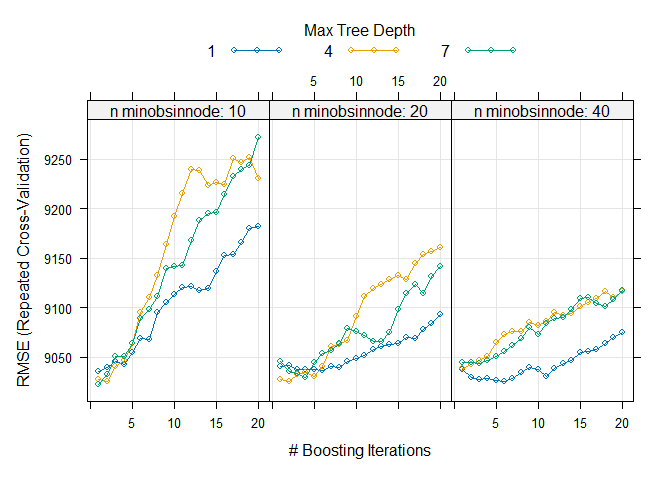 Max Tree Depth
1 4 7
5 10 15 20
n minobsinnode: 10 n minobsinnode: 20 n minobsinnode: 40
RMSE (Repeated Cross-Validation)
9250
9200
9150
9100
9050
5 10 15 20 5 10 15 20
# Boosting Iterations